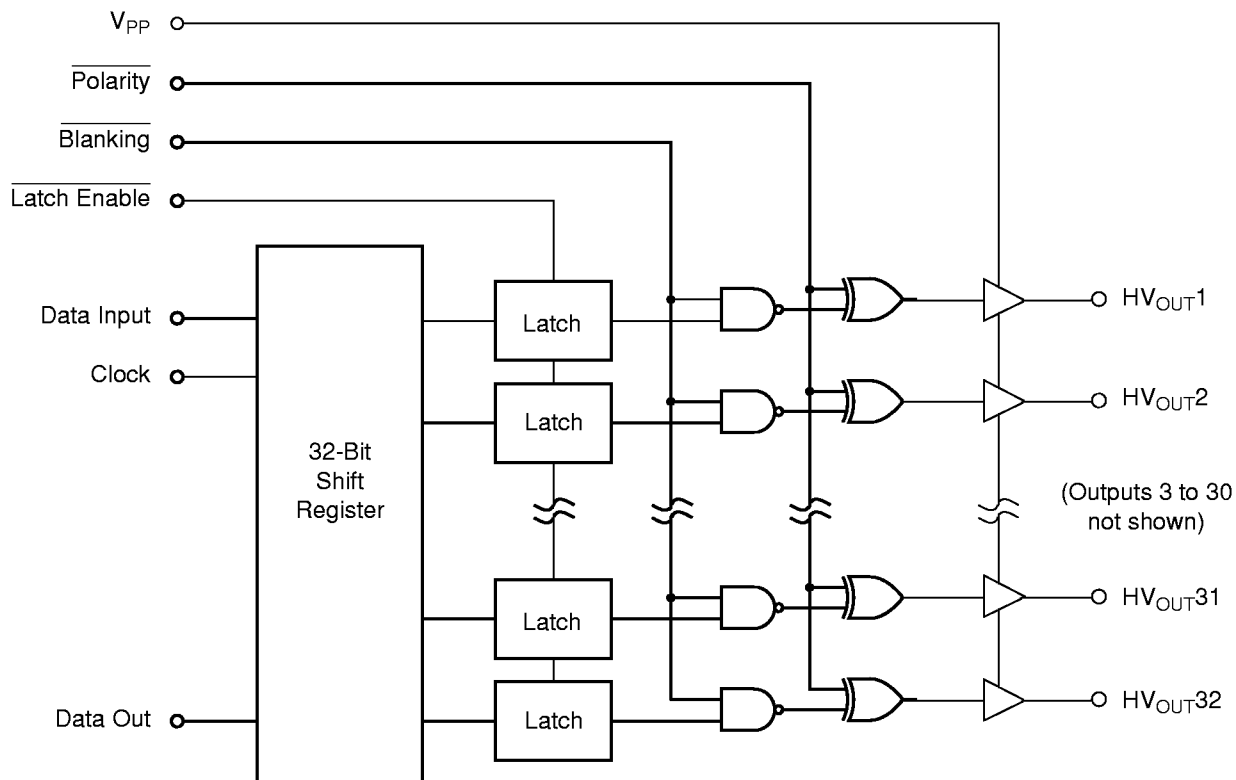 VPP
Polarity
Blanking
Latch Enable
Data Input
Clock
Data Out
32-Bit
Shift
Register
Latch
Latch
Latch
Latch
HVOUT1
HVOUT2
(Outputs 3 to 30
not shown)
HVOUT31
HVOUT32